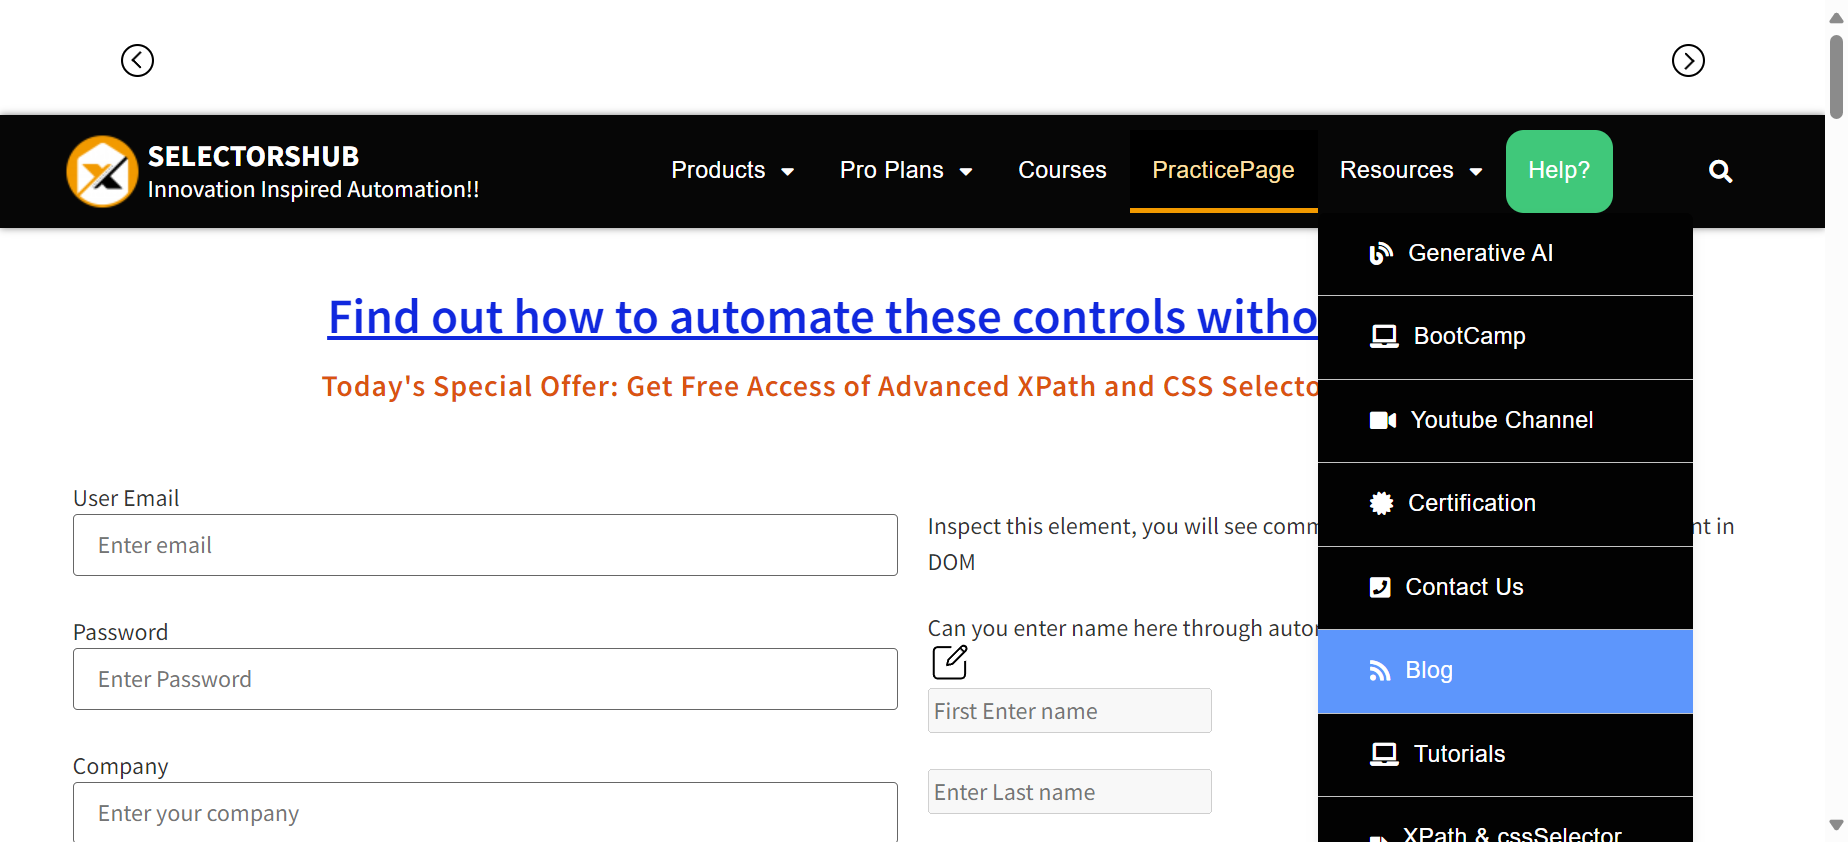 SELECTORSHUB
Innovation Inspired Automation!!
Products
Pro Plans
Courses
PracticePage
Resources
Help?
Generative AI
BootCamp
Youtube Channel
Certification
Contact Us
Blog
Tutorials
XPath & cssSelector
Find out how to automate these controls witho
Today's Special Offer: Get Free Access of Advanced XPath and CSS Selecto
User Email
Enter email
Password
Enter Password
Company
Enter your company
Inspect this element, you will see comm nt in
DOM
Can you enter name here through auto
First Enter name
Enter Last name